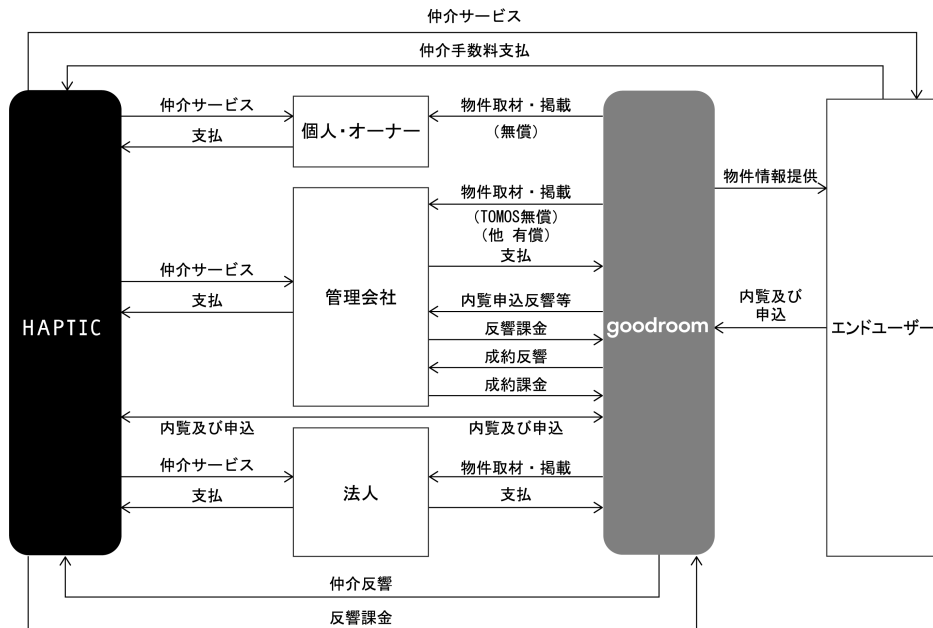 仲介サービス
仲介手数料支払
仲介サービス
支払
個人・オーナー
物件取材・掲載
（無償）
物件情報提供
物件取材・掲載
（TOMOS無償）
（他 有償）
支払
仲介サービス
支払
管理会社
内覧申込反響等
反響課金
成約反響
成約課金
HAPTIC
goodroom
内覧及び
申込
エンドユーザー
内覧及び申込
内覧及び申込
仲介サービス
支払
法人
物件取材・掲載
支払
仲介反響
反響課金